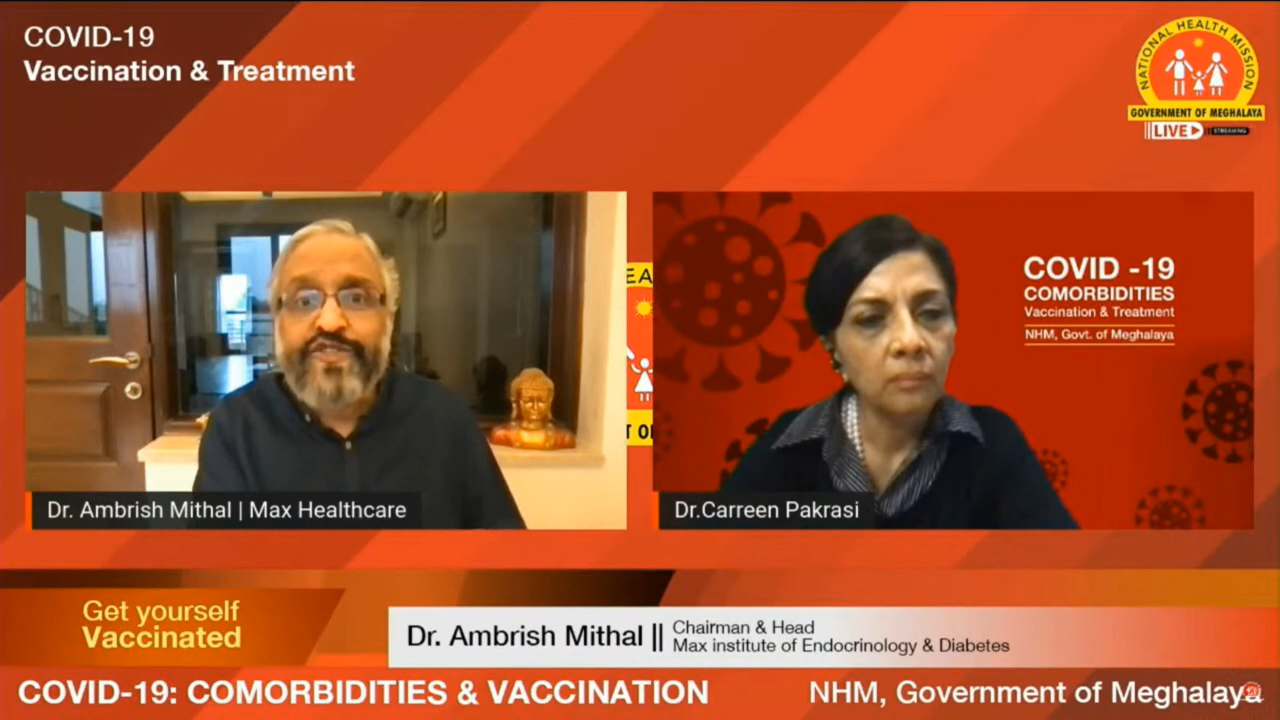 COVID-19
Vaccination & Treatment
NATIONAL HEALTH MISSION
GOVERNMENT OF MEGHALAYA
LIVE
STREAMING
EA
T OF
COVID -19
COMORBIDITIES
Vaccination & Treatment
NHM, Govt. of Meghalaya
Dr. Ambrish Mithal | Max Healthcare
Dr.Carreen Pakrasi
Get yourself
Vaccinated
Dr. Ambrish Mithal ||
Chairman & Head
Max institute of Endocrinology & Diabetes
COVID-19: COMORBIDITIES & VACCINATION
NHM, Government of Meghalaya